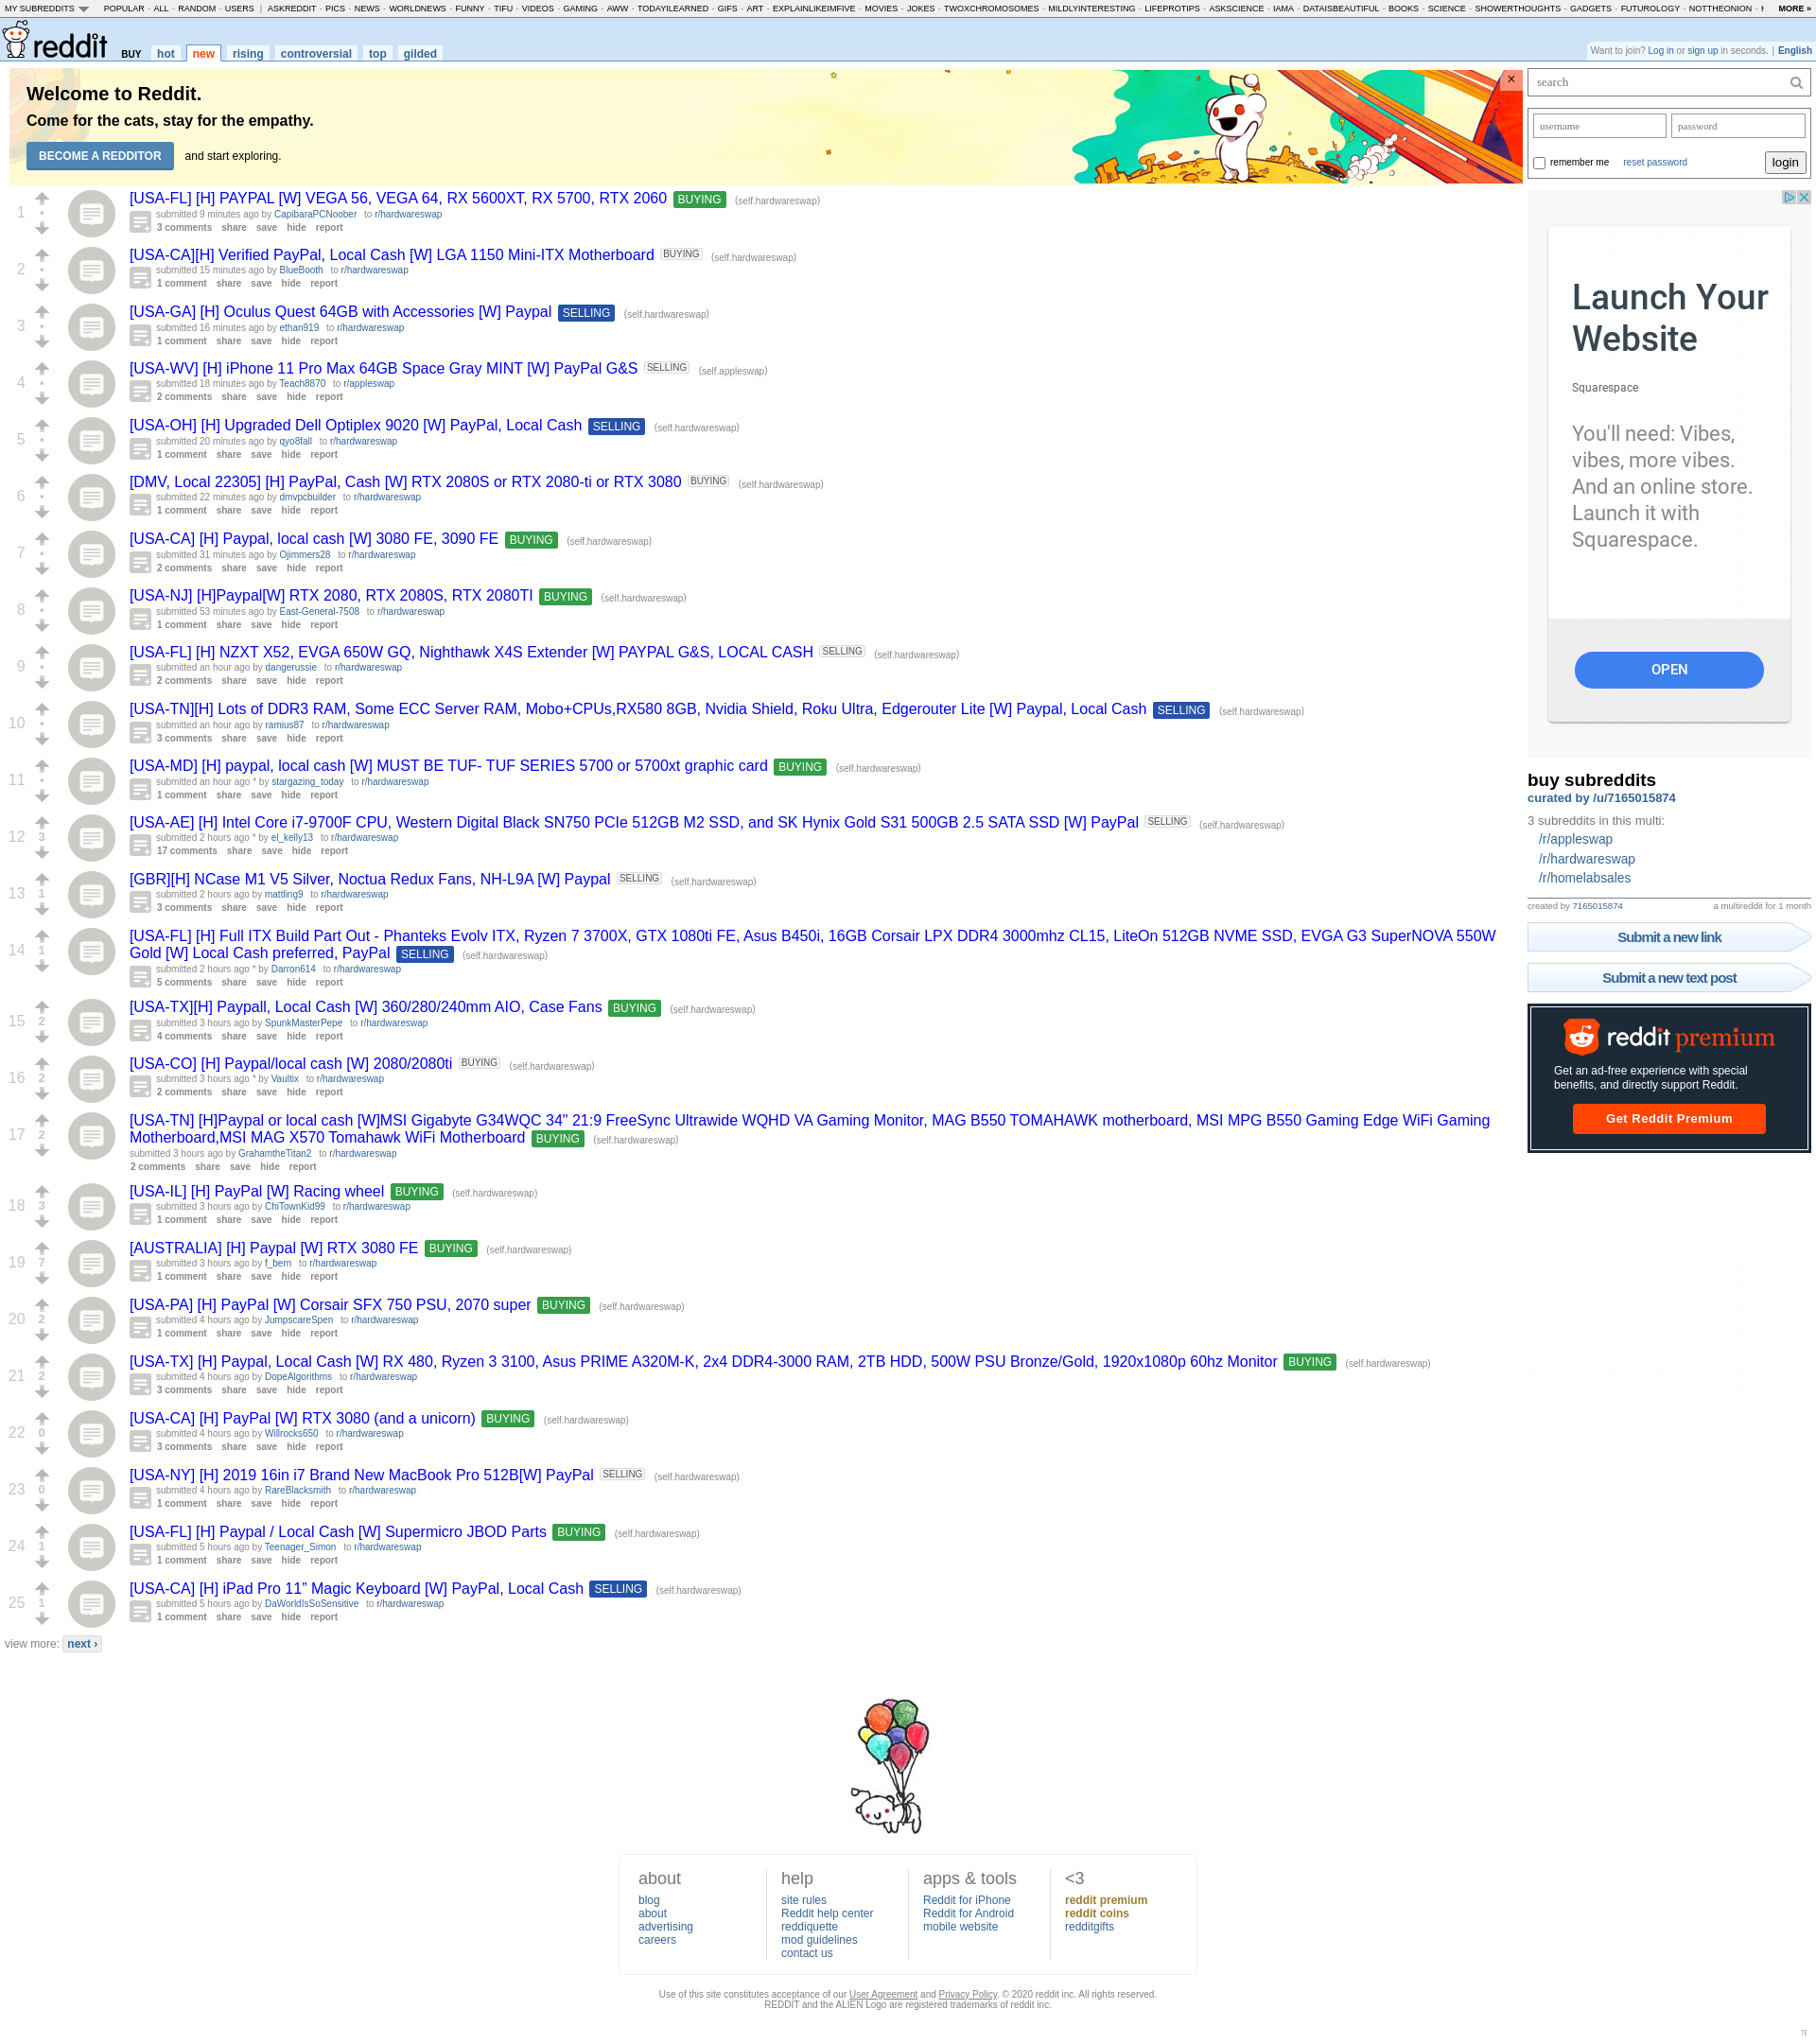 MY SUBREDDITS POPULAR - ALL - RANDOM - USERS | ASKREDDIT - PICS - NEWS - WORLDNEWS - FUNNY - TIFU - VIDEOS - GAMING - AWW - TODAYILEARNED - GIFS - ART - EXPLAINLIKEIMFIVE - MOVIES - JOKES - TWOXCHROMOSOMES - MILDLYINTERESTING - LIFEPROTIPS - ASKSCIENCE - IAMA - DATAISBEAUTIFUL - BOOKS - SCIENCE - SHOWERTHOUGHTS - GADGETS - FUTUROLOGY - NOTTHEONION - MORE »
reddit BUY hot new rising controversial top gilded
Want to join? Log in or sign up in seconds. | English
Welcome to Reddit.
Come for the cats, stay for the empathy.
BECOME A REDDITOR and start exploring.
1
[USA-FL] [H] PAYPAL [W] VEGA 56, VEGA 64, RX 5600XT, RX 5700, RTX 2060 BUYING (self.hardwareswap)
submitted 9 minutes ago by CapibaraPCNoober to r/hardwareswap
3 comments share save hide report
2
[USA-CA][H] Verified PayPal, Local Cash [W] LGA 1150 Mini-ITX Motherboard BUYING (self.hardwareswap)
submitted 15 minutes ago by BlueBooth to r/hardwareswap
1 comment share save hide report
3
[USA-GA] [H] Oculus Quest 64GB with Accessories [W] Paypal SELLING (self.hardwareswap)
submitted 16 minutes ago by ethan919 to r/hardwareswap
1 comment share save hide report
4
[USA-WV] [H] iPhone 11 Pro Max 64GB Space Gray MINT [W] PayPal G&S SELLING (self.appleswap)
submitted 18 minutes ago by Teach8870 to r/appleswap
2 comments share save hide report
5
[USA-OH] [H] Upgraded Dell Optiplex 9020 [W] PayPal, Local Cash SELLING (self.hardwareswap)
submitted 20 minutes ago by qyo8fall to r/hardwareswap
1 comment share save hide report
6
[DMV, Local 22305] [H] PayPal, Cash [W] RTX 2080S or RTX 2080-ti or RTX 3080 BUYING (self.hardwareswap)
submitted 22 minutes ago by dmvpcbuilder to r/hardwareswap
1 comment share save hide report
7
[USA-CA] [H] Paypal, local cash [W] 3080 FE, 3090 FE BUYING (self.hardwareswap)
submitted 31 minutes ago by Ojimmers28 to r/hardwareswap
2 comments share save hide report
8
[USA-NJ] [H]Paypal[W] RTX 2080, RTX 2080S, RTX 2080TI BUYING (self.hardwareswap)
submitted 53 minutes ago by East-General-7508 to r/hardwareswap
1 comment share save hide report
9
[USA-FL] [H] NZXT X52, EVGA 650W GQ, Nighthawk X4S Extender [W] PAYPAL G&S, LOCAL CASH SELLING (self.hardwareswap)
submitted an hour ago by dangerussie to r/hardwareswap
2 comments share save hide report
10
[USA-TN][H] Lots of DDR3 RAM, Some ECC Server RAM, Mobo+CPUs,RX580 8GB, Nvidia Shield, Roku Ultra, Edgerouter Lite [W] Paypal, Local Cash SELLING (self.hardwareswap)
submitted an hour ago by ramius87 to r/hardwareswap
3 comments share save hide report
11
[USA-MD] [H] paypal, local cash [W] MUST BE TUF- TUF SERIES 5700 or 5700xt graphic card BUYING (self.hardwareswap)
submitted an hour ago * by stargazing_today to r/hardwareswap
1 comment share save hide report
12 3
[USA-AE] [H] Intel Core i7-9700F CPU, Western Digital Black SN750 PCIe 512GB M2 SSD, and SK Hynix Gold S31 500GB 2.5 SATA SSD [W] PayPal SELLING (self.hardwareswap)
submitted 2 hours ago * by el_kelly13 to r/hardwareswap
17 comments share save hide report
13 1
[GBR][H] NCase M1 V5 Silver, Noctua Redux Fans, NH-L9A [W] Paypal SELLING (self.hardwareswap)
submitted 2 hours ago by mattling9 to r/hardwareswap
3 comments share save hide report
14 1
[USA-FL] [H] Full ITX Build Part Out - Phanteks Evolv ITX, Ryzen 7 3700X, GTX 1080ti FE, Asus B450i, 16GB Corsair LPX DDR4 3000mhz CL15, LiteOn 512GB NVME SSD, EVGA G3 SuperNOVA 550W
Gold [W] Local Cash preferred, PayPal SELLING (self.hardwareswap)
submitted 2 hours ago * by Darron614 to r/hardwareswap
5 comments share save hide report
15 2
[USA-TX][H] Paypall, Local Cash [W] 360/280/240mm AIO, Case Fans BUYING (self.hardwareswap)
submitted 3 hours ago by SpunkMasterPepe to r/hardwareswap
4 comments share save hide report
16 2
[USA-CO] [H] Paypal/local cash [W] 2080/2080ti BUYING (self.hardwareswap)
submitted 3 hours ago * by Vaultix to r/hardwareswap
2 comments share save hide report
17 2
[USA-TN] [H]Paypal or local cash [W]MSI Gigabyte G34WQC 34" 21:9 FreeSync Ultrawide WQHD VA Gaming Monitor, MAG B550 TOMAHAWK motherboard, MSI MPG B550 Gaming Edge WiFi Gaming
Motherboard,MSI MAG X570 Tomahawk WiFi Motherboard BUYING (self.hardwareswap)
submitted 3 hours ago by GrahamtheTitan2 to r/hardwareswap
2 comments share save hide report
18 3
[USA-IL] [H] PayPal [W] Racing wheel BUYING (self.hardwareswap)
submitted 3 hours ago by ChiTownKid99 to r/hardwareswap
1 comment share save hide report
19 7
[AUSTRALIA] [H] Paypal [W] RTX 3080 FE BUYING (self.hardwareswap)
submitted 3 hours ago by f_bern to r/hardwareswap
1 comment share save hide report
20 2
[USA-PA] [H] PayPal [W] Corsair SFX 750 PSU, 2070 super BUYING (self.hardwareswap)
submitted 4 hours ago by JumpscareSpen to r/hardwareswap
1 comment share save hide report
21 2
[USA-TX] [H] Paypal, Local Cash [W] RX 480, Ryzen 3 3100, Asus PRIME A320M-K, 2x4 DDR4-3000 RAM, 2TB HDD, 500W PSU Bronze/Gold, 1920x1080p 60hz Monitor BUYING (self.hardwareswap)
submitted 4 hours ago by DopeAlgorithms to r/hardwareswap
3 comments share save hide report
22 0
[USA-CA] [H] PayPal [W] RTX 3080 (and a unicorn) BUYING (self.hardwareswap)
submitted 4 hours ago by Willrocks650 to r/hardwareswap
3 comments share save hide report
23 0
[USA-NY] [H] 2019 16in i7 Brand New MacBook Pro 512B[W] PayPal SELLING (self.hardwareswap)
submitted 4 hours ago by RareBlacksmith to r/hardwareswap
1 comment share save hide report
24 1
[USA-FL] [H] Paypal / Local Cash [W] Supermicro JBOD Parts BUYING (self.hardwareswap)
submitted 5 hours ago by Teenager_Simon to r/hardwareswap
1 comment share save hide report
25 1
[USA-CA] [H] iPad Pro 11” Magic Keyboard [W] PayPal, Local Cash SELLING (self.hardwareswap)
submitted 5 hours ago by DaWorldIsSoSensitive to r/hardwareswap
1 comment share save hide report
view more: next ›
search
username password
remember me reset password login
Launch Your
Website
Squarespace
You'll need: Vibes,
vibes, more vibes.
And an online store.
Launch it with
Squarespace.
OPEN
buy subreddits
curated by /u/7165015874
3 subreddits in this multi:
/r/appleswap
/r/hardwareswap
/r/homelabsales
created by 7165015874 a multireddit for 1 month
Submit a new link
Submit a new text post
reddit premium
Get an ad-free experience with special
benefits, and directly support Reddit.
Get Reddit Premium
about
blog
about
advertising
careers
help
site rules
Reddit help center
reddiquette
mod guidelines
contact us
apps & tools
Reddit for iPhone
Reddit for Android
mobile website
<3
reddit premium
reddit coins
redditgifts
Use of this site constitutes acceptance of our User Agreement and Privacy Policy. © 2020 reddit inc. All rights reserved.
REDDIT and the ALIEN Logo are registered trademarks of reddit inc.
π